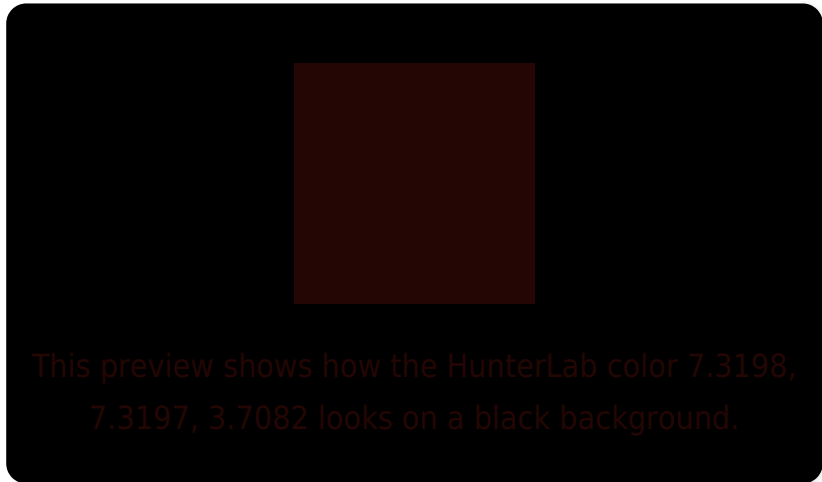 This preview shows how the HunterLab color 7.3198,
7.3197, 3.7082 looks on a black background.